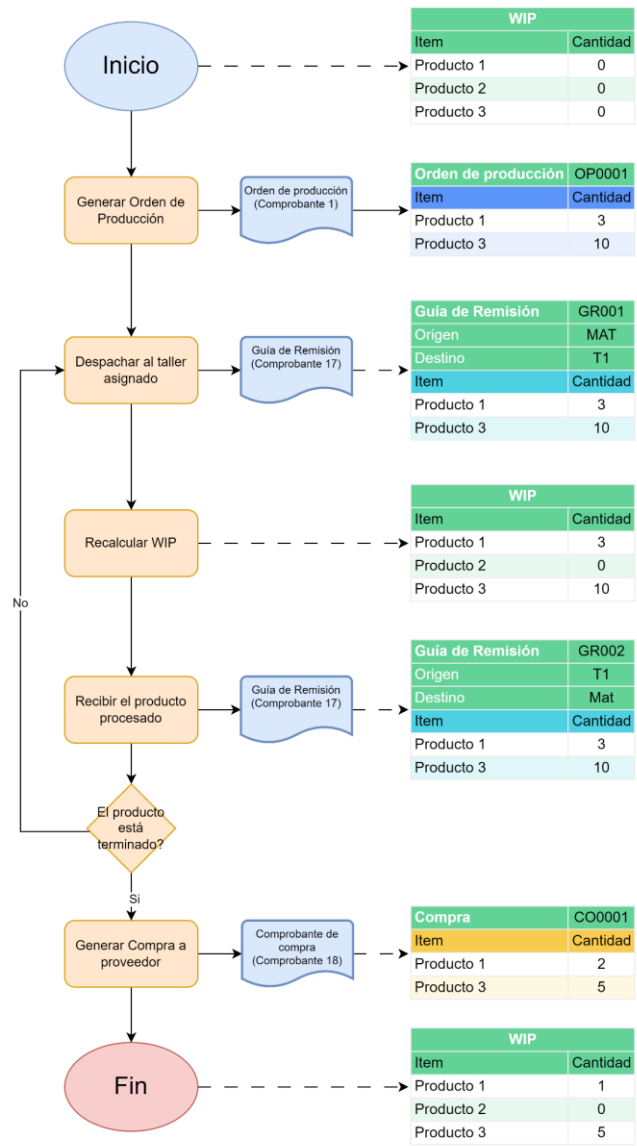 Inicio
WIP
Item Cantidad
Producto 1 0
Producto 2 0
Producto 3 0
Generar Orden de
Producción
Orden de producción
(Comprobante 1)
Orden de producción OP0001
Item Cantidad
Producto 1 3
Producto 3 10
Despachar al taller
asignado
Guía de Remisión
(Comprobante 17)
Guía de Remisión GR001
Origen MAT
Destino T1
Item Cantidad
Producto 1 3
Producto 3 10
Recalcular WIP
WIP
Item Cantidad
Producto 1 3
Producto 2 0
Producto 3 10
No
Recibir el producto
procesado
Guía de Remisión
(Comprobante 17)
Guía de Remisión GR002
Origen T1
Destino Mat
Item Cantidad
Producto 1 3
Producto 3 10
El producto
está
terminado?
Si
Generar Compra a
proveedor
Comprobante de
compra
(Comprobante 18)
Compra CO0001
Item Cantidad
Producto 1 2
Producto 3 5
Fin
WIP
Item Cantidad
Producto 1 1
Producto 2 0
Producto 3 5